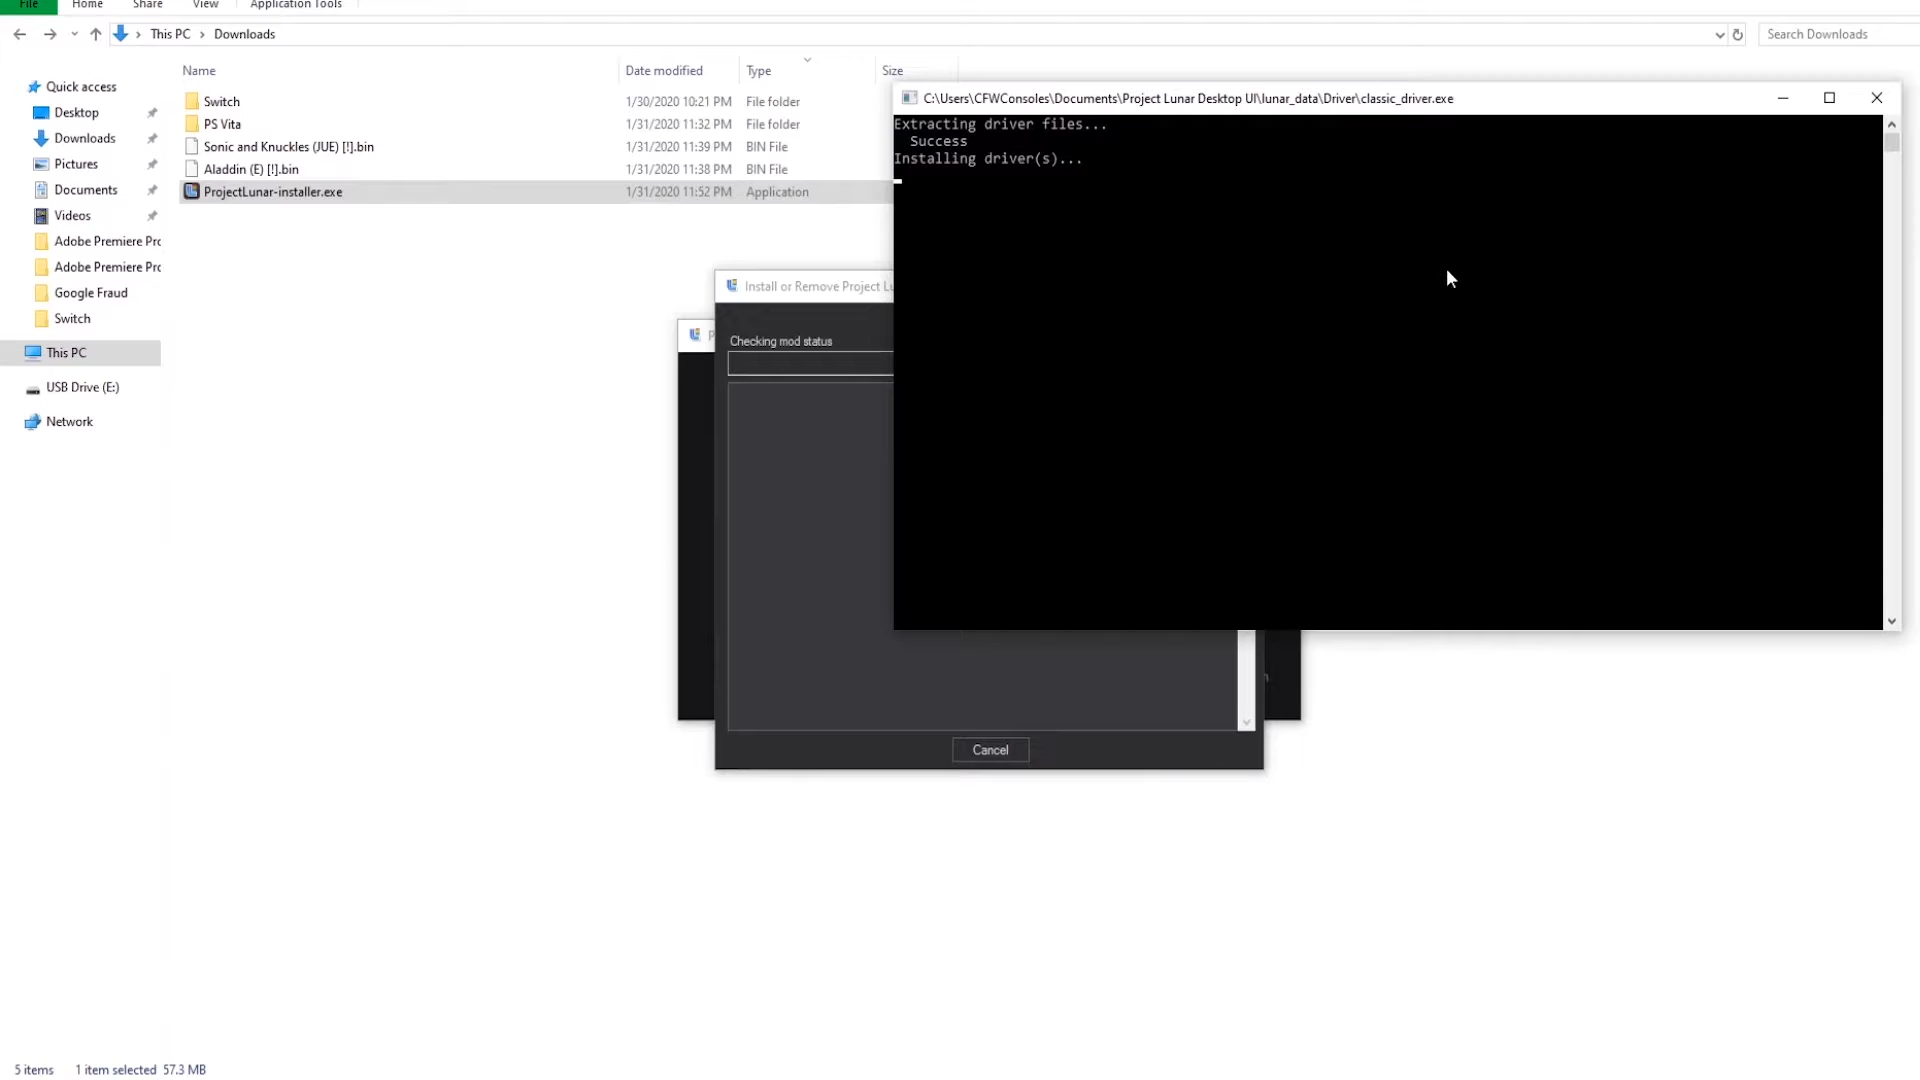 File Home Share View Application Tools
This PC › Downloads
Search Downloads
Name Date modified Type Size
Quick access
Desktop
Downloads
Pictures
Documents
Videos
Adobe Premiere Pro
Adobe Premiere Pro
Google Fraud
Switch
This PC
USB Drive (E:)
Network
Switch 1/30/2020 10:21 PM File folder
PS Vita 1/31/2020 11:32 PM File folder
Sonic and Knuckles (JUE) [!].bin 1/31/2020 11:39 PM BIN File
Aladdin (E) [!].bin 1/31/2020 11:38 PM BIN File
ProjectLunar-installer.exe 1/31/2020 11:52 PM Application
C:\Users\CFWConsoles\Documents\Project Lunar Desktop UI\lunar_data\Driver\classic_driver.exe
Extracting driver files...
Success
Installing driver(s)...
Install or Remove Project Lu
P
Checking mod status
Cancel
5 items 1 item selected 57.3 MB